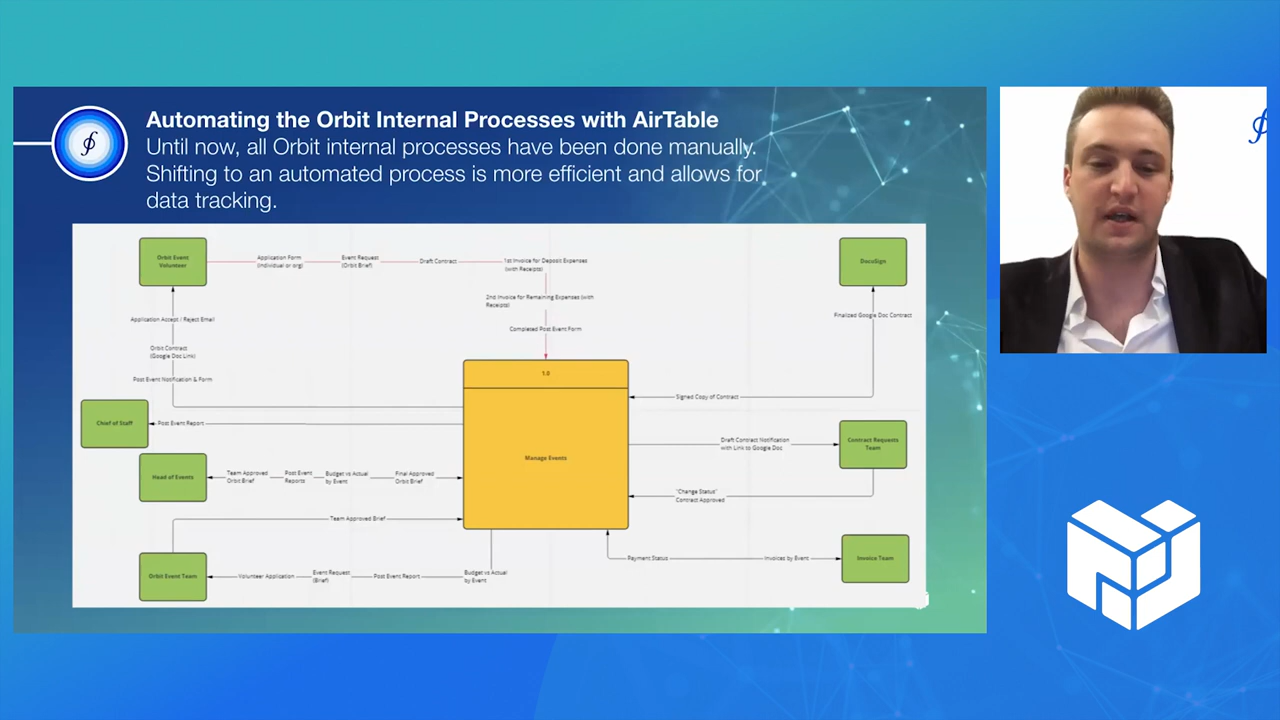 Automating the Orbit Internal Processes with AirTable
Until now, all Orbit internal processes have been done manually.
Shifting to an automated process is more efficient and allows for
data tracking.
Orbit Event
Volunteer
Application Form
(individual or org)
Event Request
(Orbit Brief)
Draft Contract
1st Invoice for Deposit Expenses
(with Receipts)
DocuSign
2nd Invoice for Remaining Expenses (with
Receipts)
Application Accept / Reject Email
Finalized Google Doc Contract
Completed Post Event Form
Orbit Contract
(Google Doc Link)
1.0
Post Event Notification & Form
Signed Copy of Contract
Chief of Staff
Post Event Report
Draft Contract Notification
with Link to Google Doc
Contract Requests
Team
Manage Events
Head of Events
Team Approved
Orbit Brief
Post Event
Reports
Budget vs Actual
by Event
Final Approved
Orbit Brief
"Change Status"
Contract Approved
Team Approved Brief
Payment Status
Invoices by Event
Invoice Team
Orbit Event Team
Volunteer Application
Event Request
(Brief)
Post Event Report
Budget vs Actual
by Event